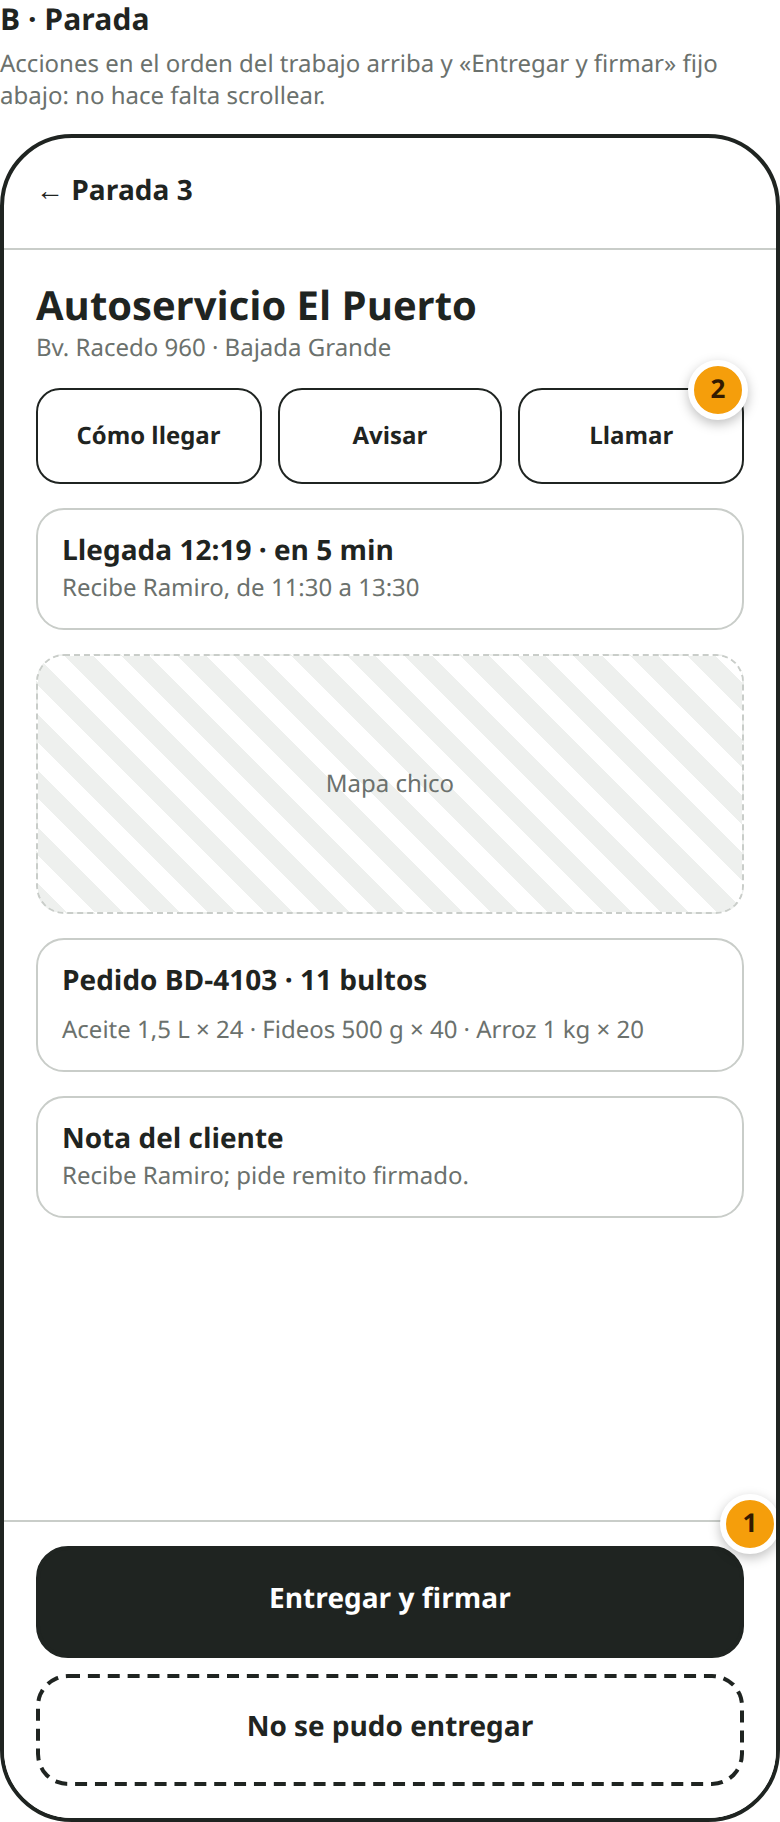 B · Parada
Acciones en el orden del trabajo arriba y «Entregar y firmar» fijo
abajo: no hace falta scrollear.
← Parada 3
Autoservicio El Puerto
Bv. Racedo 960 · Bajada Grande
2
Cómo llegar
Avisar
Llamar
Llegada 12:19 · en 5 min
Recibe Ramiro, de 11:30 a 13:30
Mapa chico
Pedido BD-4103 · 11 bultos
Aceite 1,5 L × 24 · Fideos 500 g × 40 · Arroz 1 kg × 20
Nota del cliente
Recibe Ramiro; pide remito firmado.
1
Entregar y firmar
No se pudo entregar